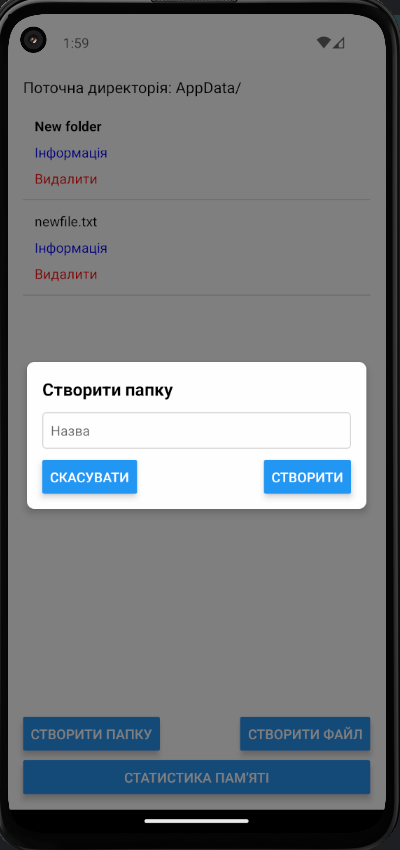 1:59
Поточна директорія: AppData/
New folder
Інформація
Видалити
newfile.txt
Інформація
Видалити
Створити папку
Назва
СКАСУВАТИ СТВОРИТИ
СТВОРИТИ ПАПКУ СТВОРИТИ ФАЙЛ
СТАТИСТИКА ПАМ'ЯТІ